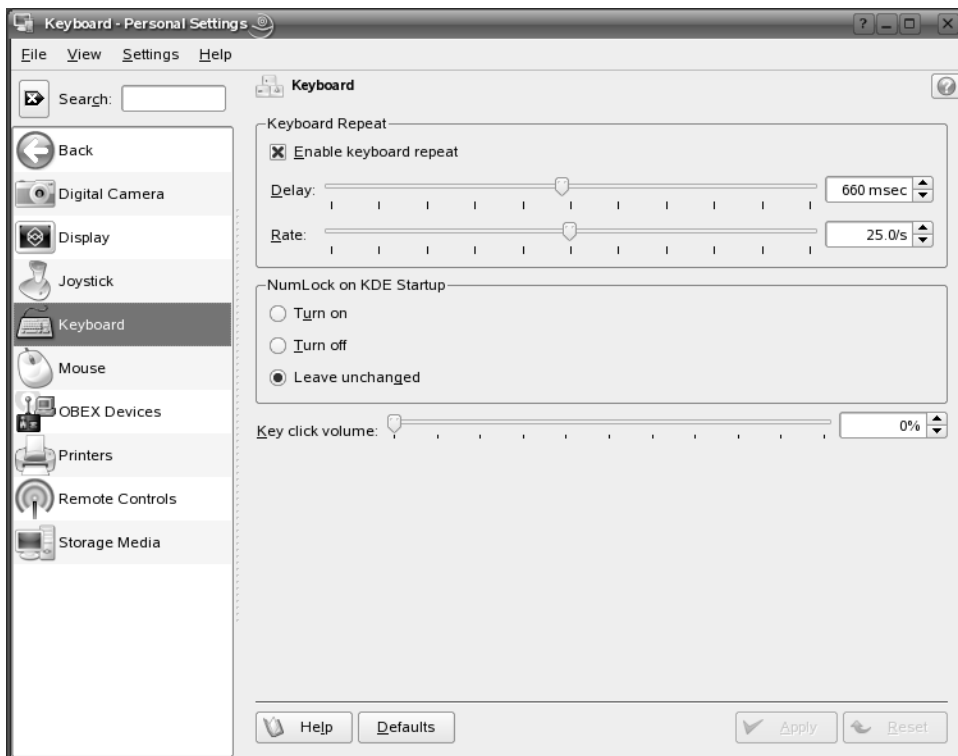 Keyboard - Personal Settings
File View Settings Help
Search:
Back
Digital Camera
Display
Joystick
Keyboard
Mouse
OBEX Devices
Printers
Remote Controls
Storage Media
Keyboard
Keyboard Repeat
Enable keyboard repeat
Delay: 660 msec
Rate: 25.0/s
NumLock on KDE Startup
Turn on
Turn off
Leave unchanged
Key click volume: 0%
Help Defaults Apply Reset